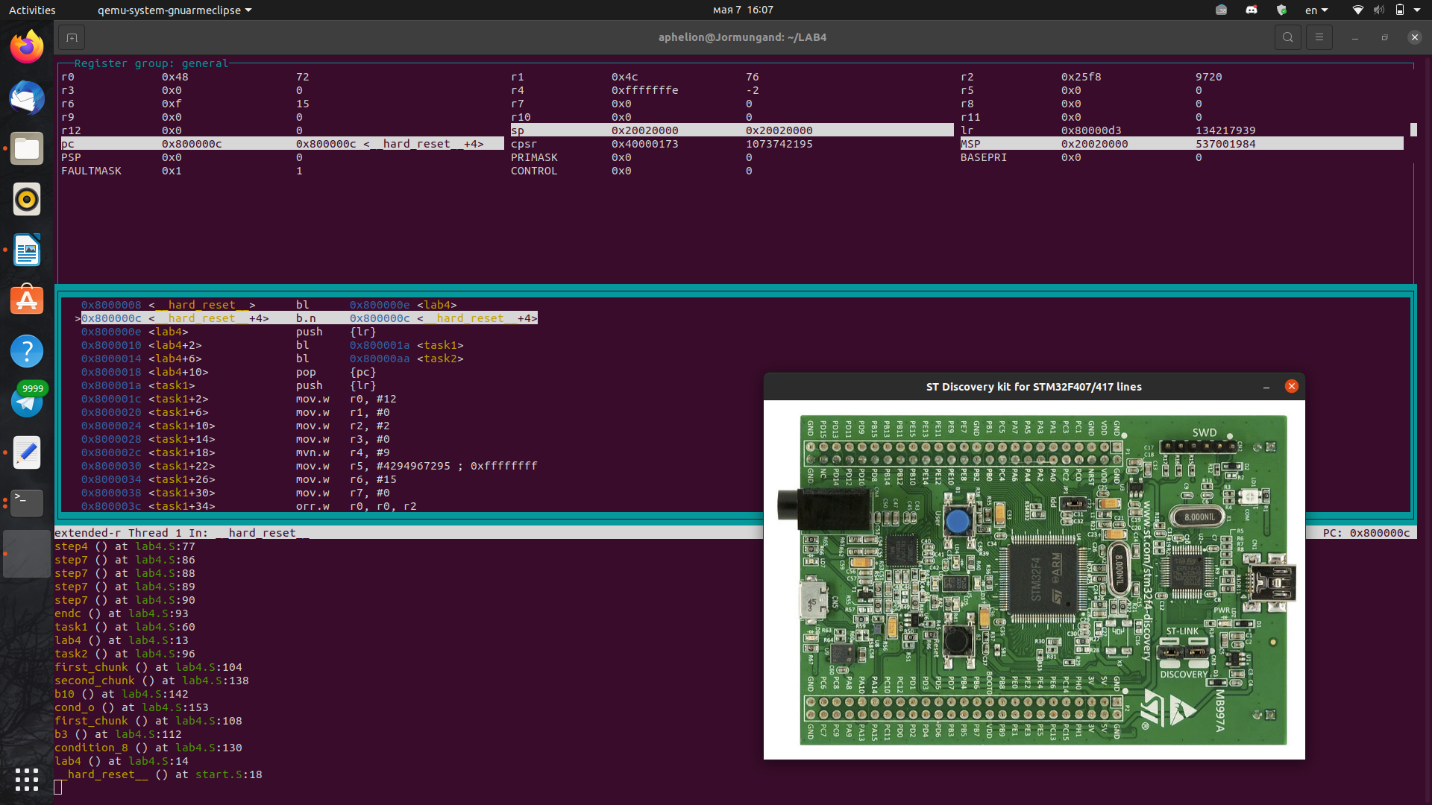 Activities qemu-system-gnuarmeclipse мая 7 16:07 en
aphelion@Jormungand: ~/LAB4
Register group: general
r0 0x48 72 r1 0x4c 76 r2 0x25f8 9720
r3 0x0 0 r4 0xfffffffe -2 r5 0x0 0
r6 0xf 15 r7 0x0 0 r8 0x0 0
r9 0x0 0 r10 0x0 0 r11 0x0 0
r12 0x0 0 sp 0x20020000 0x20020000 lr 0x80000d3 134217939
pc 0x800000c 0x800000c <__hard_reset__+4> cpsr 0x40000173 1073742195 MSP 0x20020000 537001984
PSP 0x0 0 PRIMASK 0x0 0 BASEPRI 0x0 0
FAULTMASK 0x1 1 CONTROL 0x0 0
0x8000008 <__hard_reset__> bl 0x800000e <lab4>
>0x800000c <__hard_reset__+4> b.n 0x800000c <__hard_reset__+4>
0x800000e <lab4> push {lr}
0x8000010 <lab4+2> bl 0x800001a <task1>
0x8000014 <lab4+6> bl 0x80000aa <task2>
0x8000018 <lab4+10> pop {pc}
0x800001a <task1> push {lr}
0x800001c <task1+2> mov.w r0, #12
0x8000020 <task1+6> mov.w r1, #0
0x8000024 <task1+10> mov.w r2, #2
0x8000028 <task1+14> mov.w r3, #0
0x800002c <task1+18> mvn.w r4, #9
0x8000030 <task1+22> mov.w r5, #4294967295 ; 0xffffffff
0x8000034 <task1+26> mov.w r6, #15
0x8000038 <task1+30> mov.w r7, #0
0x800003c <task1+34> orr.w r0, r0, r2
extended-r Thread 1 In: __hard_reset__ PC: 0x800000c
step4 () at lab4.S:77
step7 () at lab4.S:86
step7 () at lab4.S:88
step7 () at lab4.S:89
step7 () at lab4.S:90
endc () at lab4.S:93
task1 () at lab4.S:60
lab4 () at lab4.S:13
task2 () at lab4.S:96
first_chunk () at lab4.S:104
second_chunk () at lab4.S:138
b10 () at lab4.S:142
cond_o () at lab4.S:153
first_chunk () at lab4.S:108
b3 () at lab4.S:112
condition_8 () at lab4.S:130
lab4 () at lab4.S:14
__hard_reset__ () at start.S:18
9999
ST Discovery kit for STM32F407/417 lines
SWD
8.000NTL
STM32F4
ARM
www.st.com/stm32f4-discovery
PWR
ST-LINK
DISCOVERY
MB997A
User
Reset